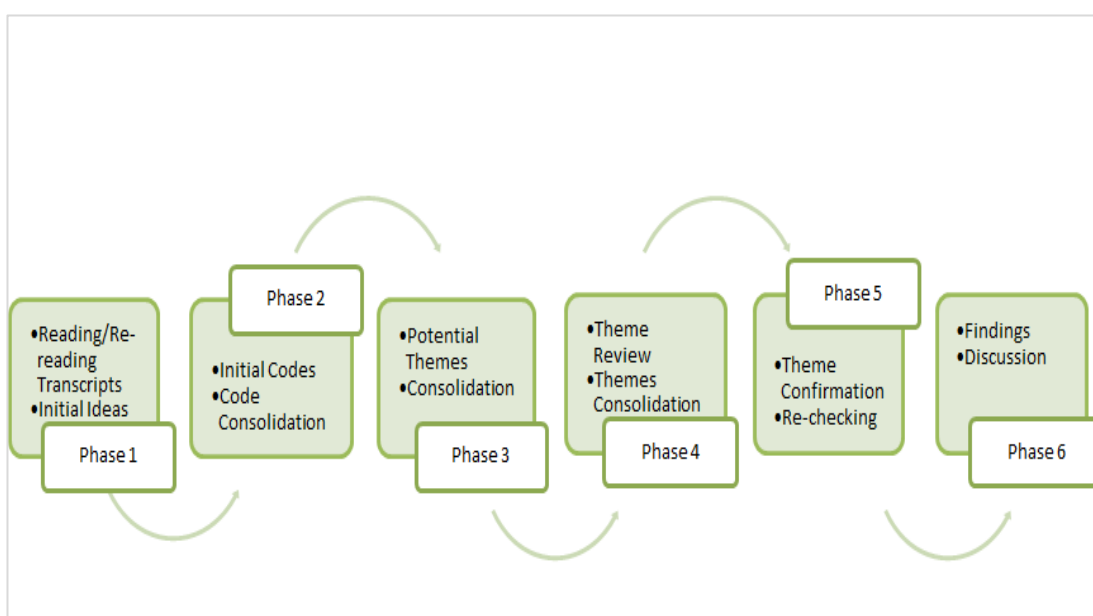 •Reading/Re-
reading
Transcripts
•Initial Ideas
Phase 1
Phase 2
•Initial Codes
•Code
Consolidation
•Potential
Themes
•Consolidation
Phase 3
•Theme
Review
•Themes
Consolidation
Phase 4
Phase 5
•Theme
Confirmation
•Re-checking
•Findings
•Discussion
Phase 6